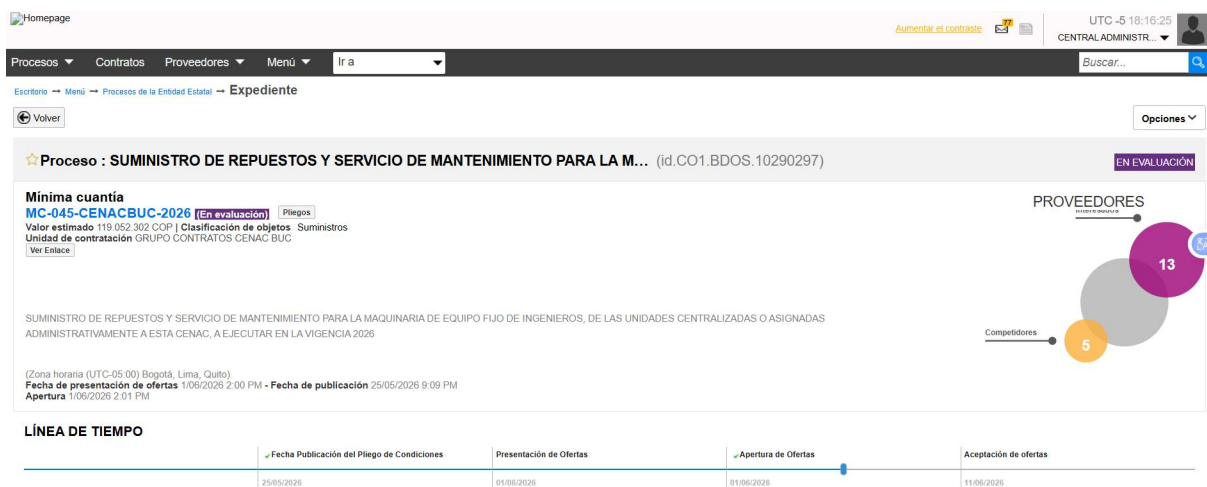 Homepage
Aumentar el contraste 77 UTC -5 18:16:25
CENTRAL ADMINISTR...
Procesos Contratos Proveedores Menú Ir a Buscar...
Escritorio → Menú → Procesos de la Entidad Estatal → Expediente
Volver Opciones
Proceso : SUMINISTRO DE REPUESTOS Y SERVICIO DE MANTENIMIENTO PARA LA M... (id.CO1.BDOS.10290297) EN EVALUACIÓN
Mínima cuantía
MC-045-CENACBUC-2026 (En evaluación) Pliegos
Valor estimado 119.052.302 COP | Clasificación de objetos Suministros
Unidad de contratación GRUPO CONTRATOS CENAC BUC
Ver Enlace
PROVEEDORES
Interesados
13
SUMINISTRO DE REPUESTOS Y SERVICIO DE MANTENIMIENTO PARA LA MAQUINARIA DE EQUIPO FIJO DE INGENIEROS, DE LAS UNIDADES CENTRALIZADAS O ASIGNADAS
ADMINISTRATIVAMENTE A ESTA CENAC, A EJECUTAR EN LA VIGENCIA 2026
Competidores
5
(Zona horaria (UTC-05:00) Bogotá, Lima, Quito)
Fecha de presentación de ofertas 1/06/2026 2:00 PM - Fecha de publicación 25/05/2026 9:09 PM
Apertura 1/06/2026 2:01 PM
LÍNEA DE TIEMPO
Fecha Publicación del Pliego de Condiciones Presentación de Ofertas Apertura de Ofertas Aceptación de ofertas
25/05/2026 01/06/2026 01/06/2026 11/06/2026